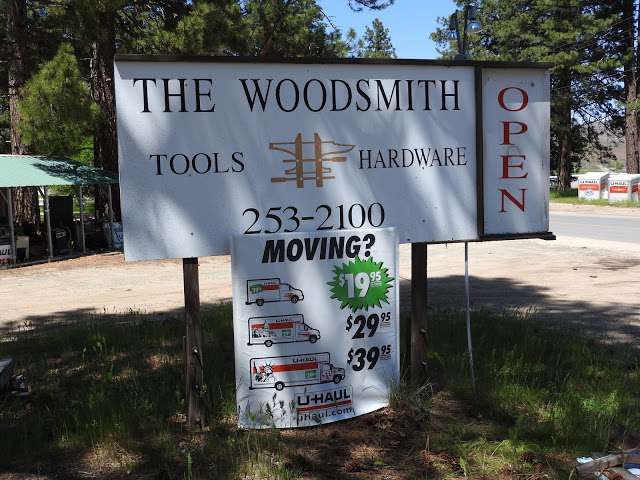 THE WOODSMITH
TOOLS HARDWARE
253-2100
OPEN
MOVING?
$19.95
$29.95
$39.95
U-HAUL
uhaul.com